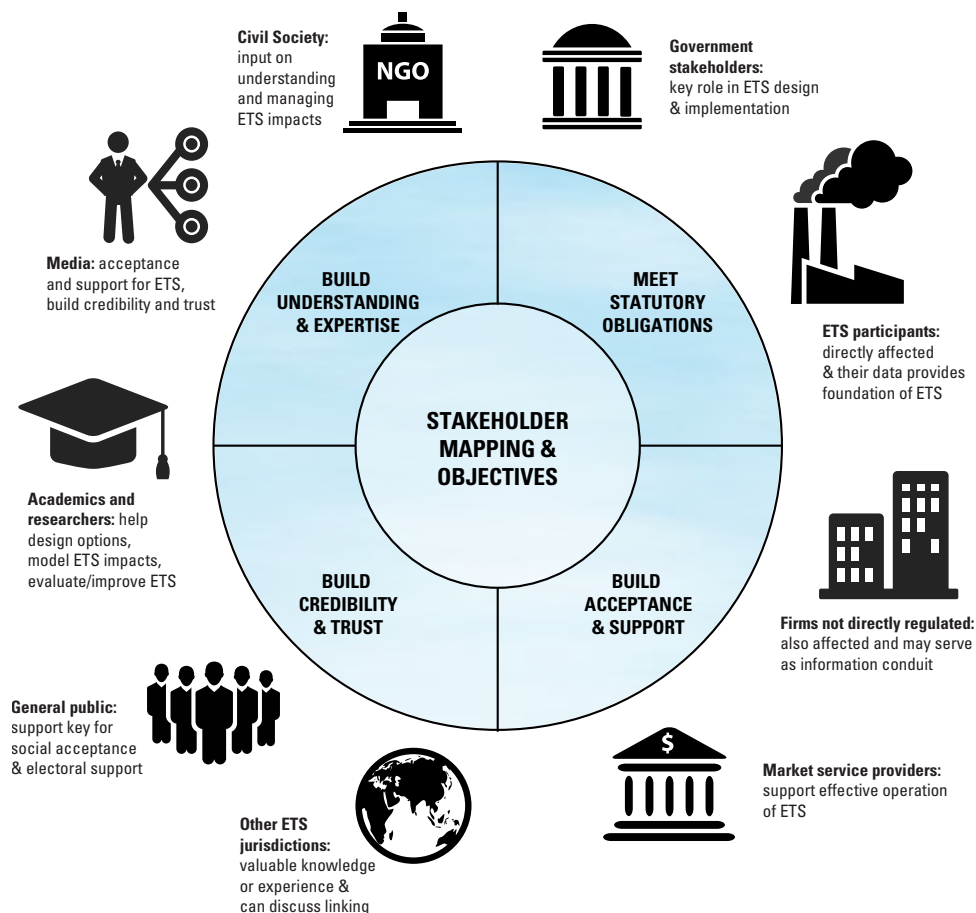 Civil Society:
input on
understanding
and managing
ETS impacts
NGO
Government
stakeholders:
key role in ETS design
& implementation
Media: acceptance
and support for ETS,
build credibility and trust
BUILD
UNDERSTANDING
& EXPERTISE
MEET
STATUTORY
OBLIGATIONS
ETS participants:
directly affected
& their data provides
foundation of ETS
STAKEHOLDER
MAPPING &
OBJECTIVES
Academics and
researchers: help
design options,
model ETS impacts,
evaluate/improve ETS
BUILD
CREDIBILITY
& TRUST
BUILD
ACCEPTANCE
& SUPPORT
Firms not directly regulated:
also affected and may serve
as information conduit
General public:
support key for
social acceptance
& electoral support
$
Market service providers:
support effective operation
of ETS
Other ETS
jurisdictions:
valuable knowledge
or experience &
can discuss linking